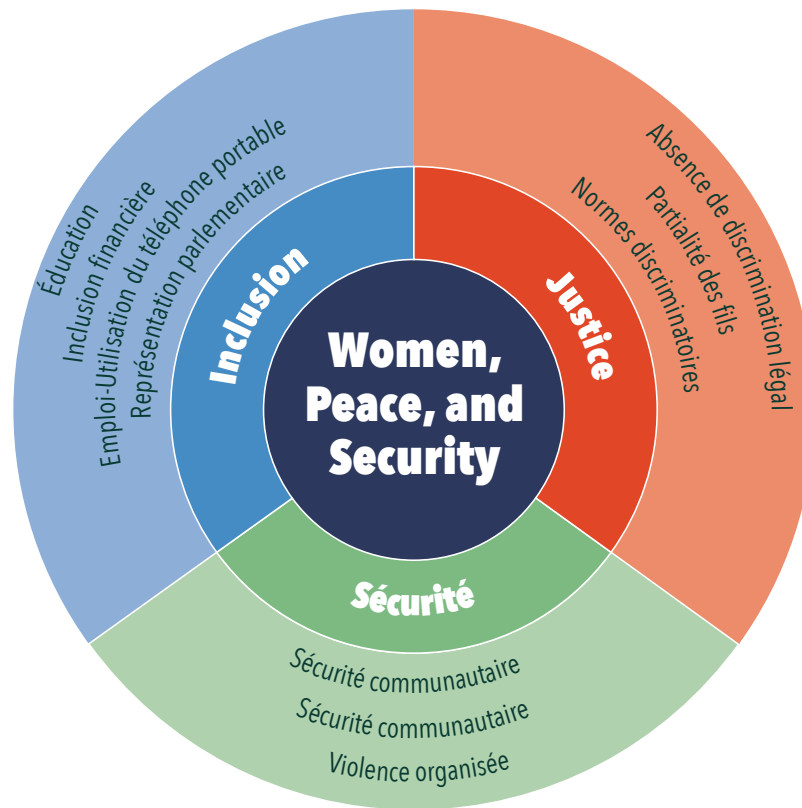 Women,
Peace, and
Security
Inclusion
Éducation
Inclusion financière
Emploi-Utilisation du téléphone portable
Représentation parlementaire
Justice
Absence de discrimination légal
Partialité des fils
Normes discriminatoires
Sécurité
Sécurité communautaire
Sécurité communautaire
Violence organisée